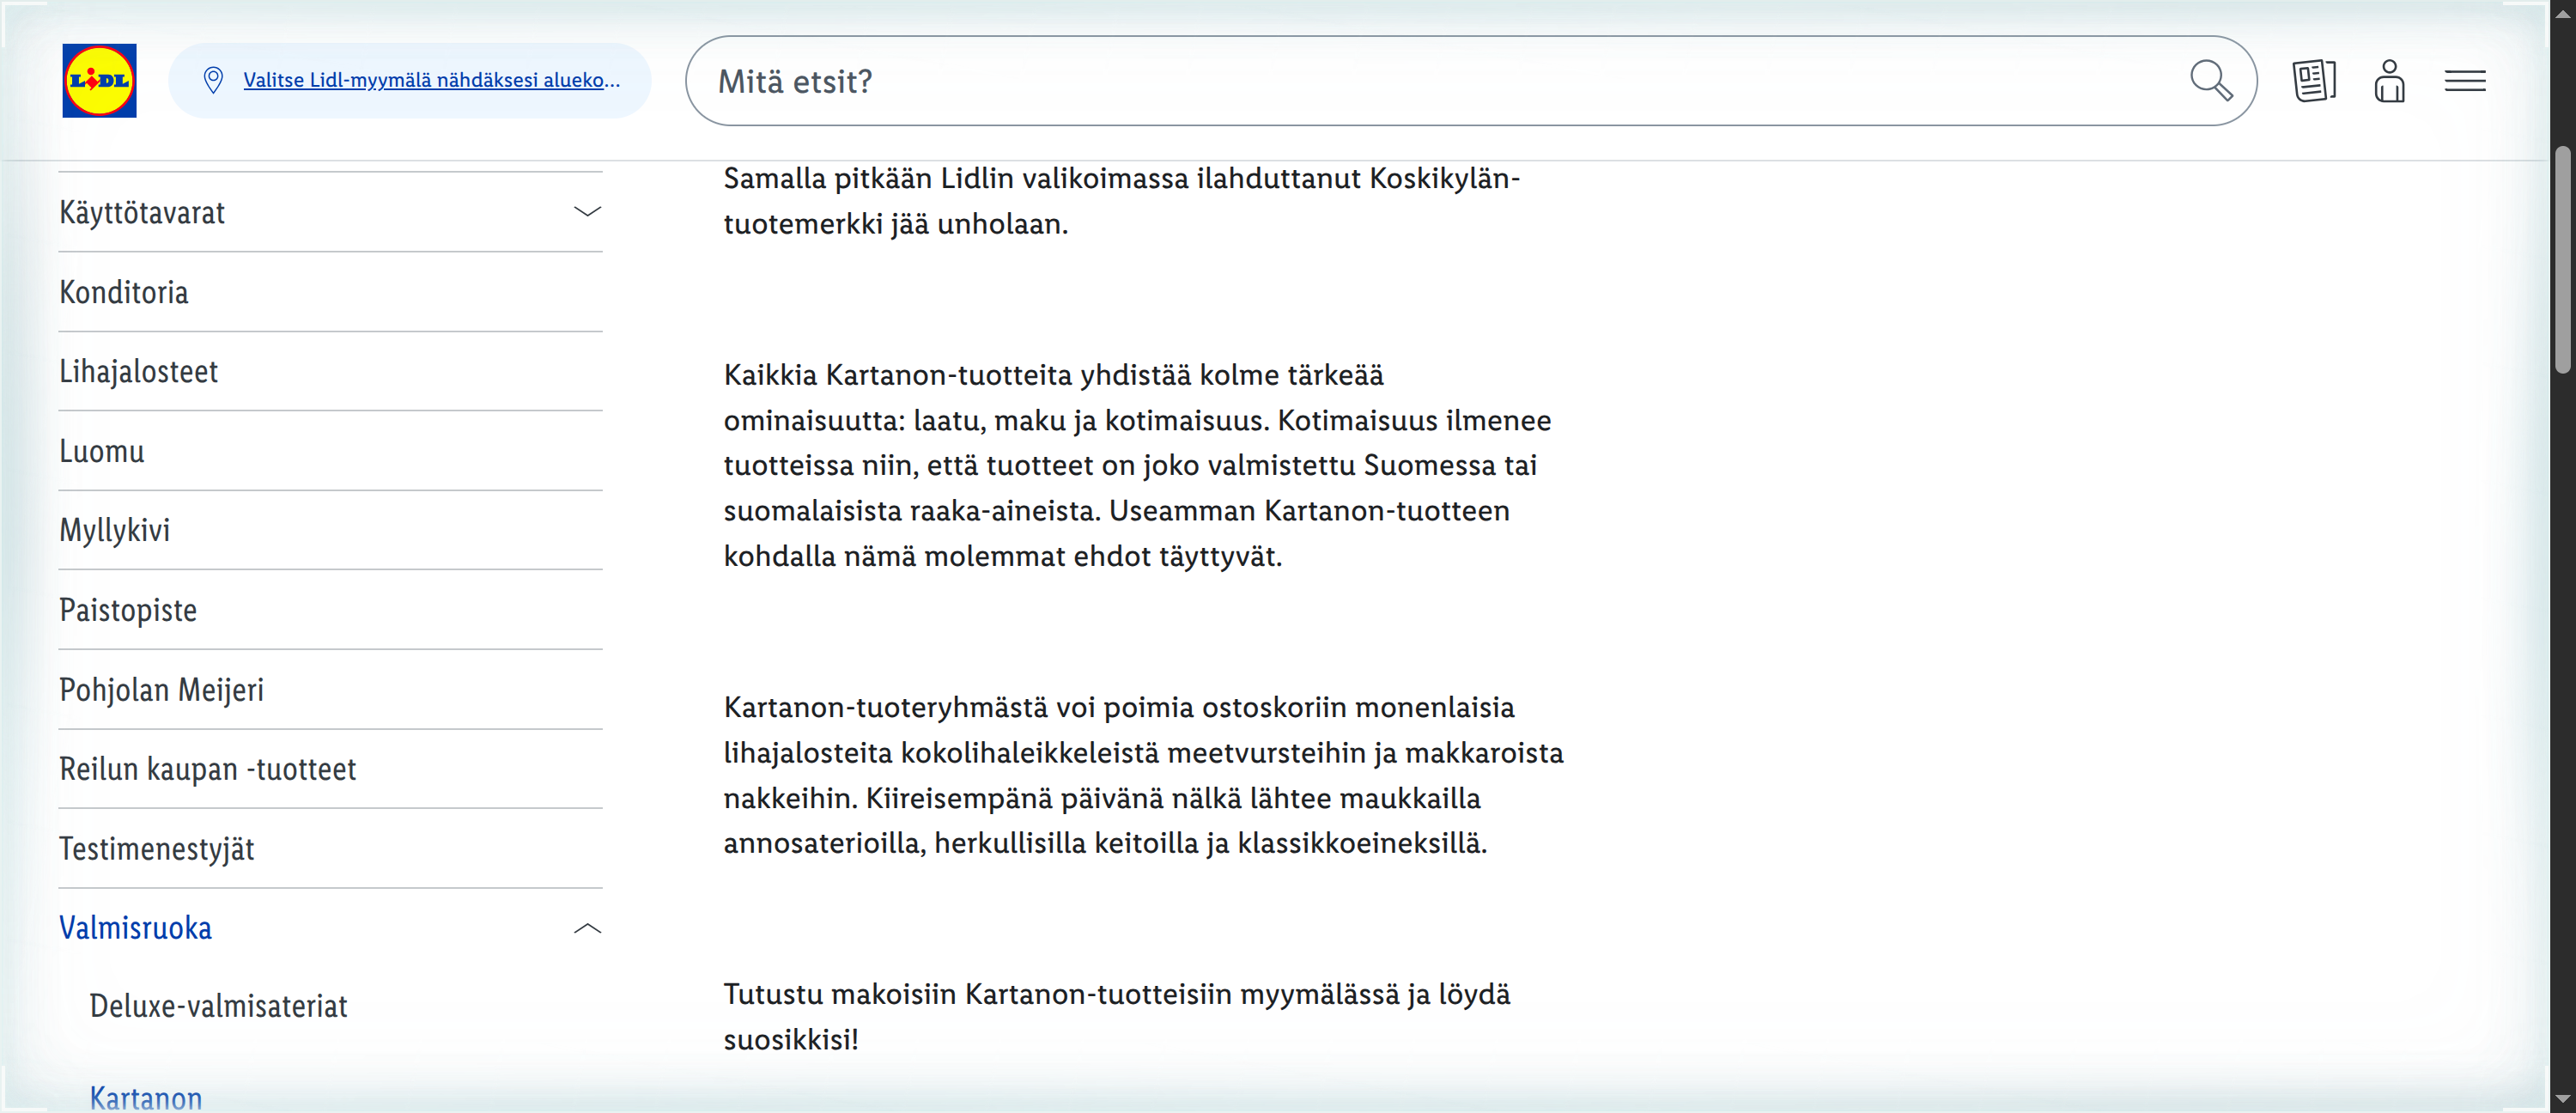 LIDL
Valitse Lidl-myymälä nähdäksesi alueko...
Mitä etsit?
Käyttötavarat
Konditoria
Lihajalosteet
Luomu
Myllykivi
Paistopiste
Pohjolan Meijeri
Reilun kaupan -tuotteet
Testimenestyjät
Valmisruoka
Deluxe-valmisateriat
Kartanon
Samalla pitkään Lidlin valikoimassa ilahduttanut Koskikylän-
tuotemerkki jää unholaan.
Kaikkia Kartanon-tuotteita yhdistää kolme tärkeää
ominaisuutta: laatu, maku ja kotimaisuus. Kotimaisuus ilmenee
tuotteissa niin, että tuotteet on joko valmistettu Suomessa tai
suomalaisista raaka-aineista. Useamman Kartanon-tuotteen
kohdalla nämä molemmat ehdot täyttyvät.
Kartanon-tuoteryhmästä voi poimia ostoskoriin monenlaisia
lihajalosteita kokolihaleikkeleistä meetvursteihin ja makkaroista
nakkeihin. Kiireisempänä päivänä nälkä lähtee maukkailla
annosaterioilla, herkullisilla keitoilla ja klassikkoeineksillä.
Tutustu makoisiin Kartanon-tuotteisiin myymälässä ja löydä
suosikkisi!